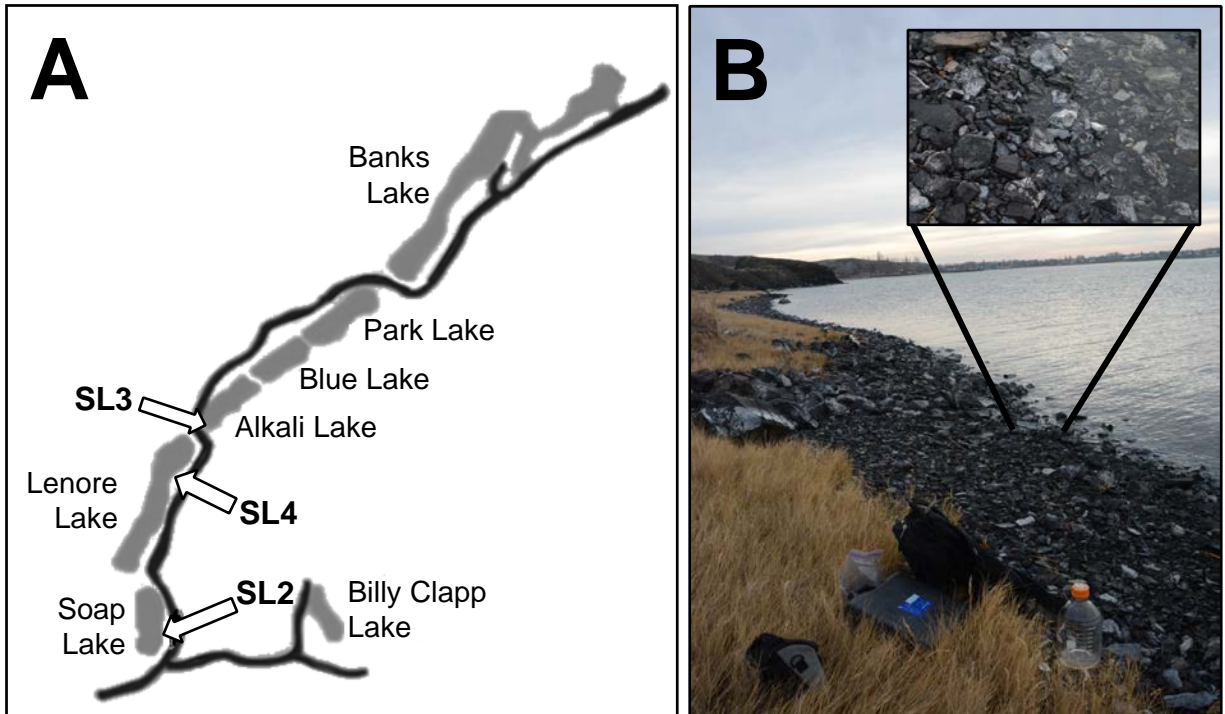 A
Banks
Lake
Park Lake
Blue Lake
SL3
Alkali Lake
Lenore
Lake
SL4
SL2
Soap
Lake
Billy Clapp
Lake
B